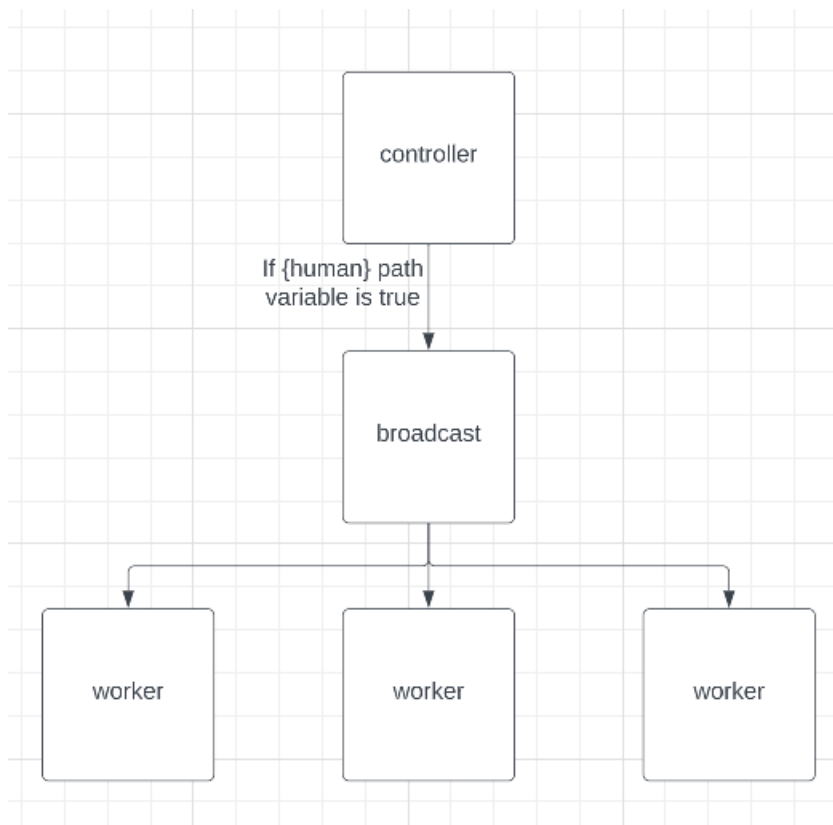 controller
If {human} path
variable is true
broadcast
worker
worker
worker